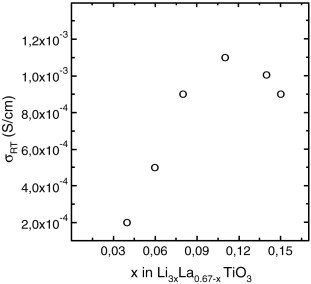 1,2x10⁻³
1,0x10⁻³
8,0x10⁻⁴
6,0x10⁻⁴
4,0x10⁻⁴
2,0x10⁻⁴
σRT (S/cm)
0,03 0,06 0,09 0,12 0,15
x in Li₃ₓLa₀.₆₇₋ₓTiO₃